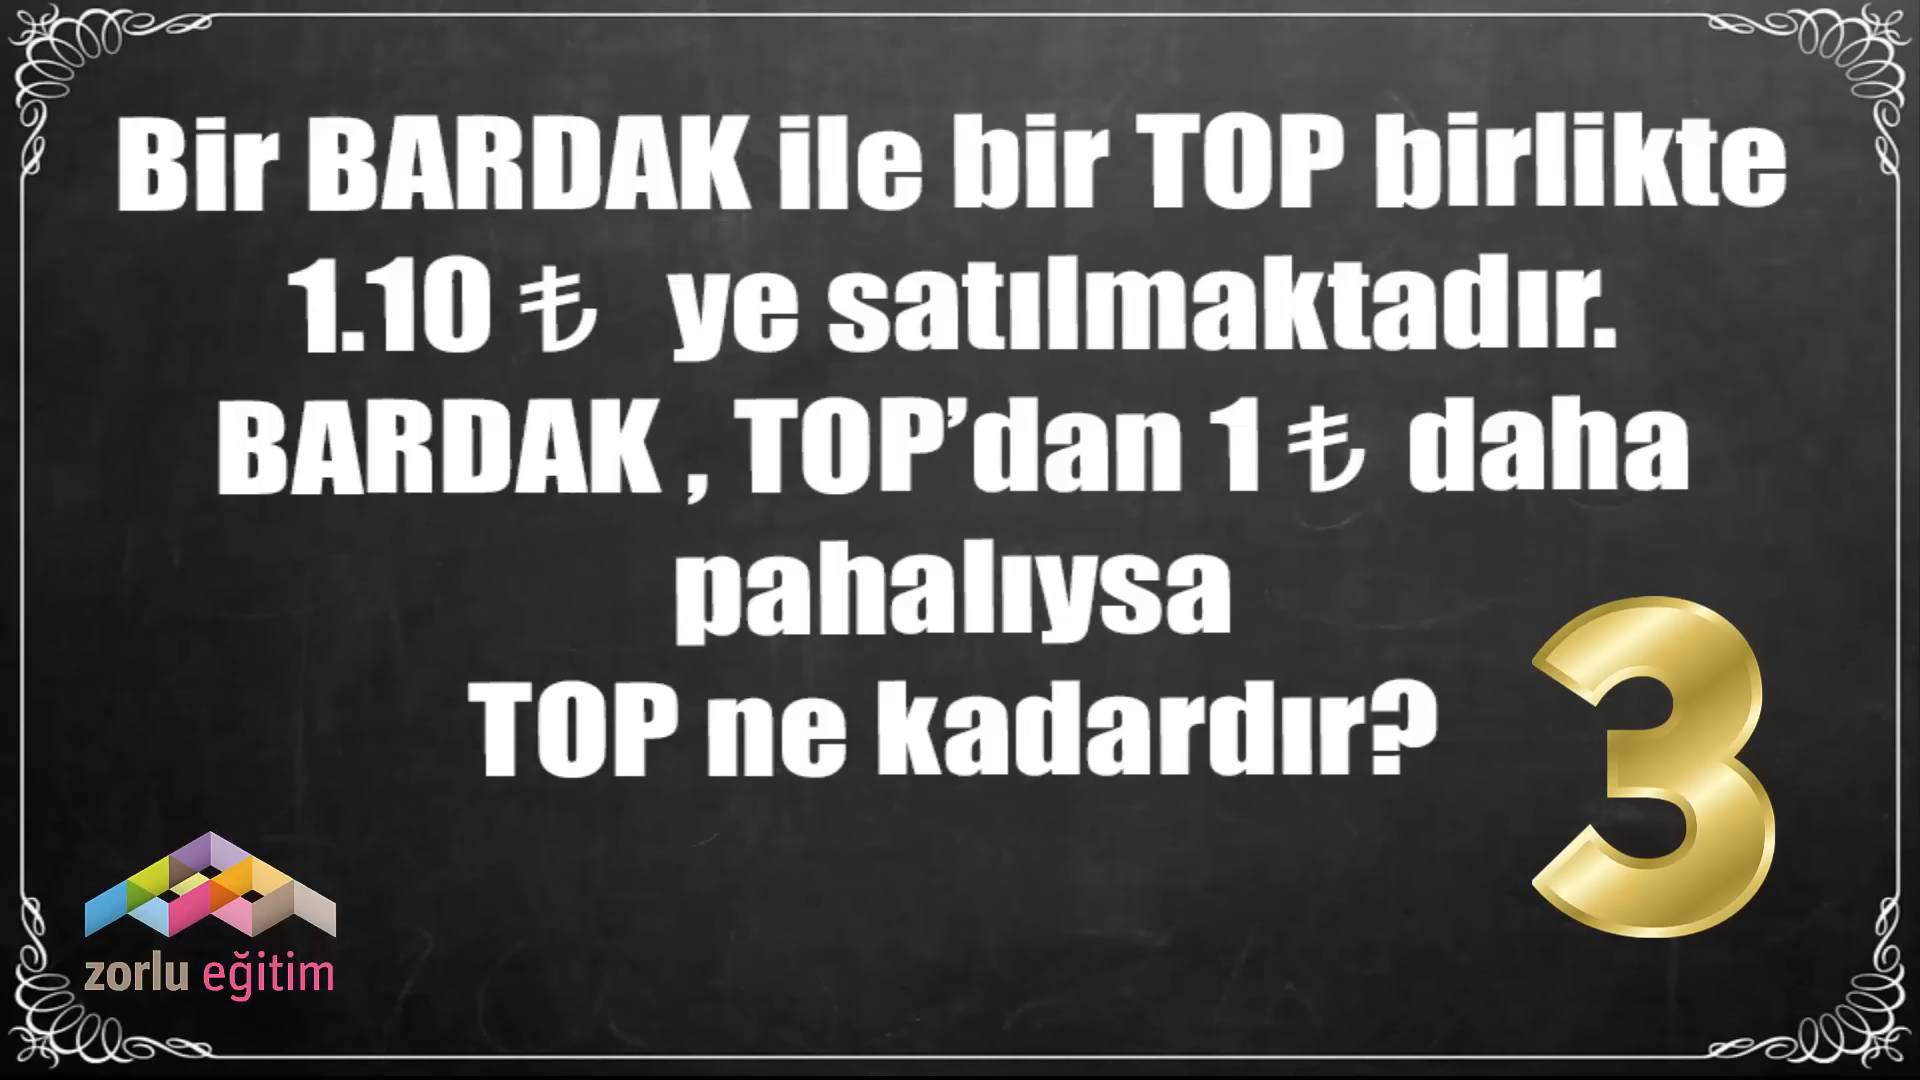 Bir BARDAK ile bir TOP birlikte
1.10 ₺ ye satılmaktadır.
BARDAK , TOP’dan 1 ₺ daha
pahalıysa
TOP ne kadardır?
3
zorlu eğitim